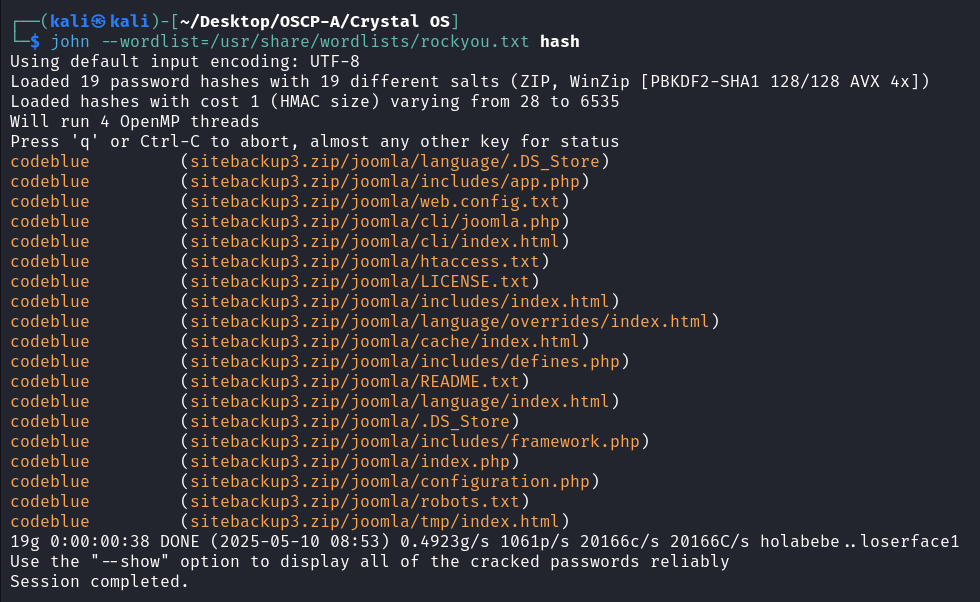 ┌──(kali㉿kali)-[~/Desktop/OSCP-A/Crystal OS]
└─$ john --wordlist=/usr/share/wordlists/rockyou.txt hash
Using default input encoding: UTF-8
Loaded 19 password hashes with 19 different salts (ZIP, WinZip [PBKDF2-SHA1 128/128 AVX 4x])
Loaded hashes with cost 1 (HMAC size) varying from 28 to 6535
Will run 4 OpenMP threads
Press 'q' or Ctrl-C to abort, almost any other key for status
codeblue         (sitebackup3.zip/joomla/language/.DS_Store)
codeblue         (sitebackup3.zip/joomla/includes/app.php)
codeblue         (sitebackup3.zip/joomla/web.config.txt)
codeblue         (sitebackup3.zip/joomla/cli/joomla.php)
codeblue         (sitebackup3.zip/joomla/cli/index.html)
codeblue         (sitebackup3.zip/joomla/htaccess.txt)
codeblue         (sitebackup3.zip/joomla/LICENSE.txt)
codeblue         (sitebackup3.zip/joomla/includes/index.html)
codeblue         (sitebackup3.zip/joomla/language/overrides/index.html)
codeblue         (sitebackup3.zip/joomla/cache/index.html)
codeblue         (sitebackup3.zip/joomla/includes/defines.php)
codeblue         (sitebackup3.zip/joomla/README.txt)
codeblue         (sitebackup3.zip/joomla/language/index.html)
codeblue         (sitebackup3.zip/joomla/.DS_Store)
codeblue         (sitebackup3.zip/joomla/includes/framework.php)
codeblue         (sitebackup3.zip/joomla/index.php)
codeblue         (sitebackup3.zip/joomla/configuration.php)
codeblue         (sitebackup3.zip/joomla/robots.txt)
codeblue         (sitebackup3.zip/joomla/tmp/index.html)
19g 0:00:00:38 DONE (2025-05-10 08:53) 0.4923g/s 1061p/s 20166c/s 20166C/s holabebe..loserface1
Use the "--show" option to display all of the cracked passwords reliably
Session completed.